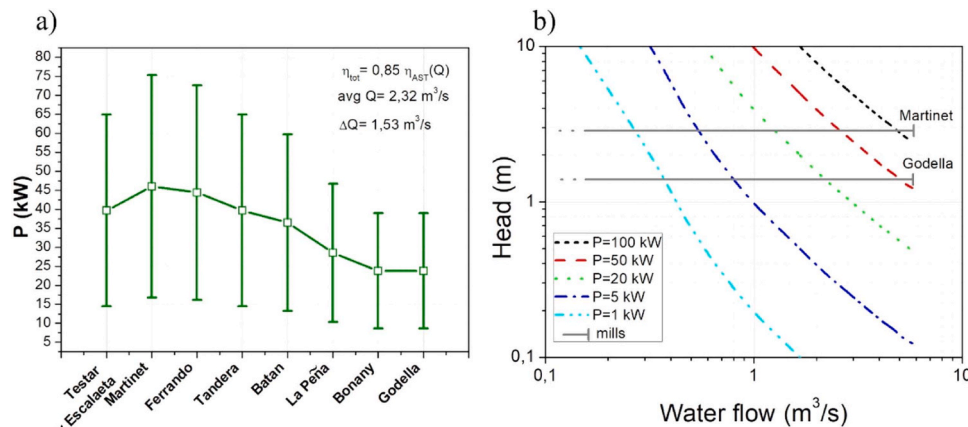 a)
P (kW)
80
75
70
65
60
55
50
45
40
35
30
25
20
15
10
5
η_tot = 0,85 η_AST(Q)
avg Q= 2,32 m³/s
ΔQ= 1,53 m³/s
Testar
Escalaeta
Martinet
Ferrando
Tandera
Batan
La Peña
Bonany
Godella
b)
Head (m)
10
1
0,1
Martinet
Godella
P=100 kW
P=50 kW
P=20 kW
P=5 kW
P=1 kW
mills
0,1
1
10
Water flow (m³/s)